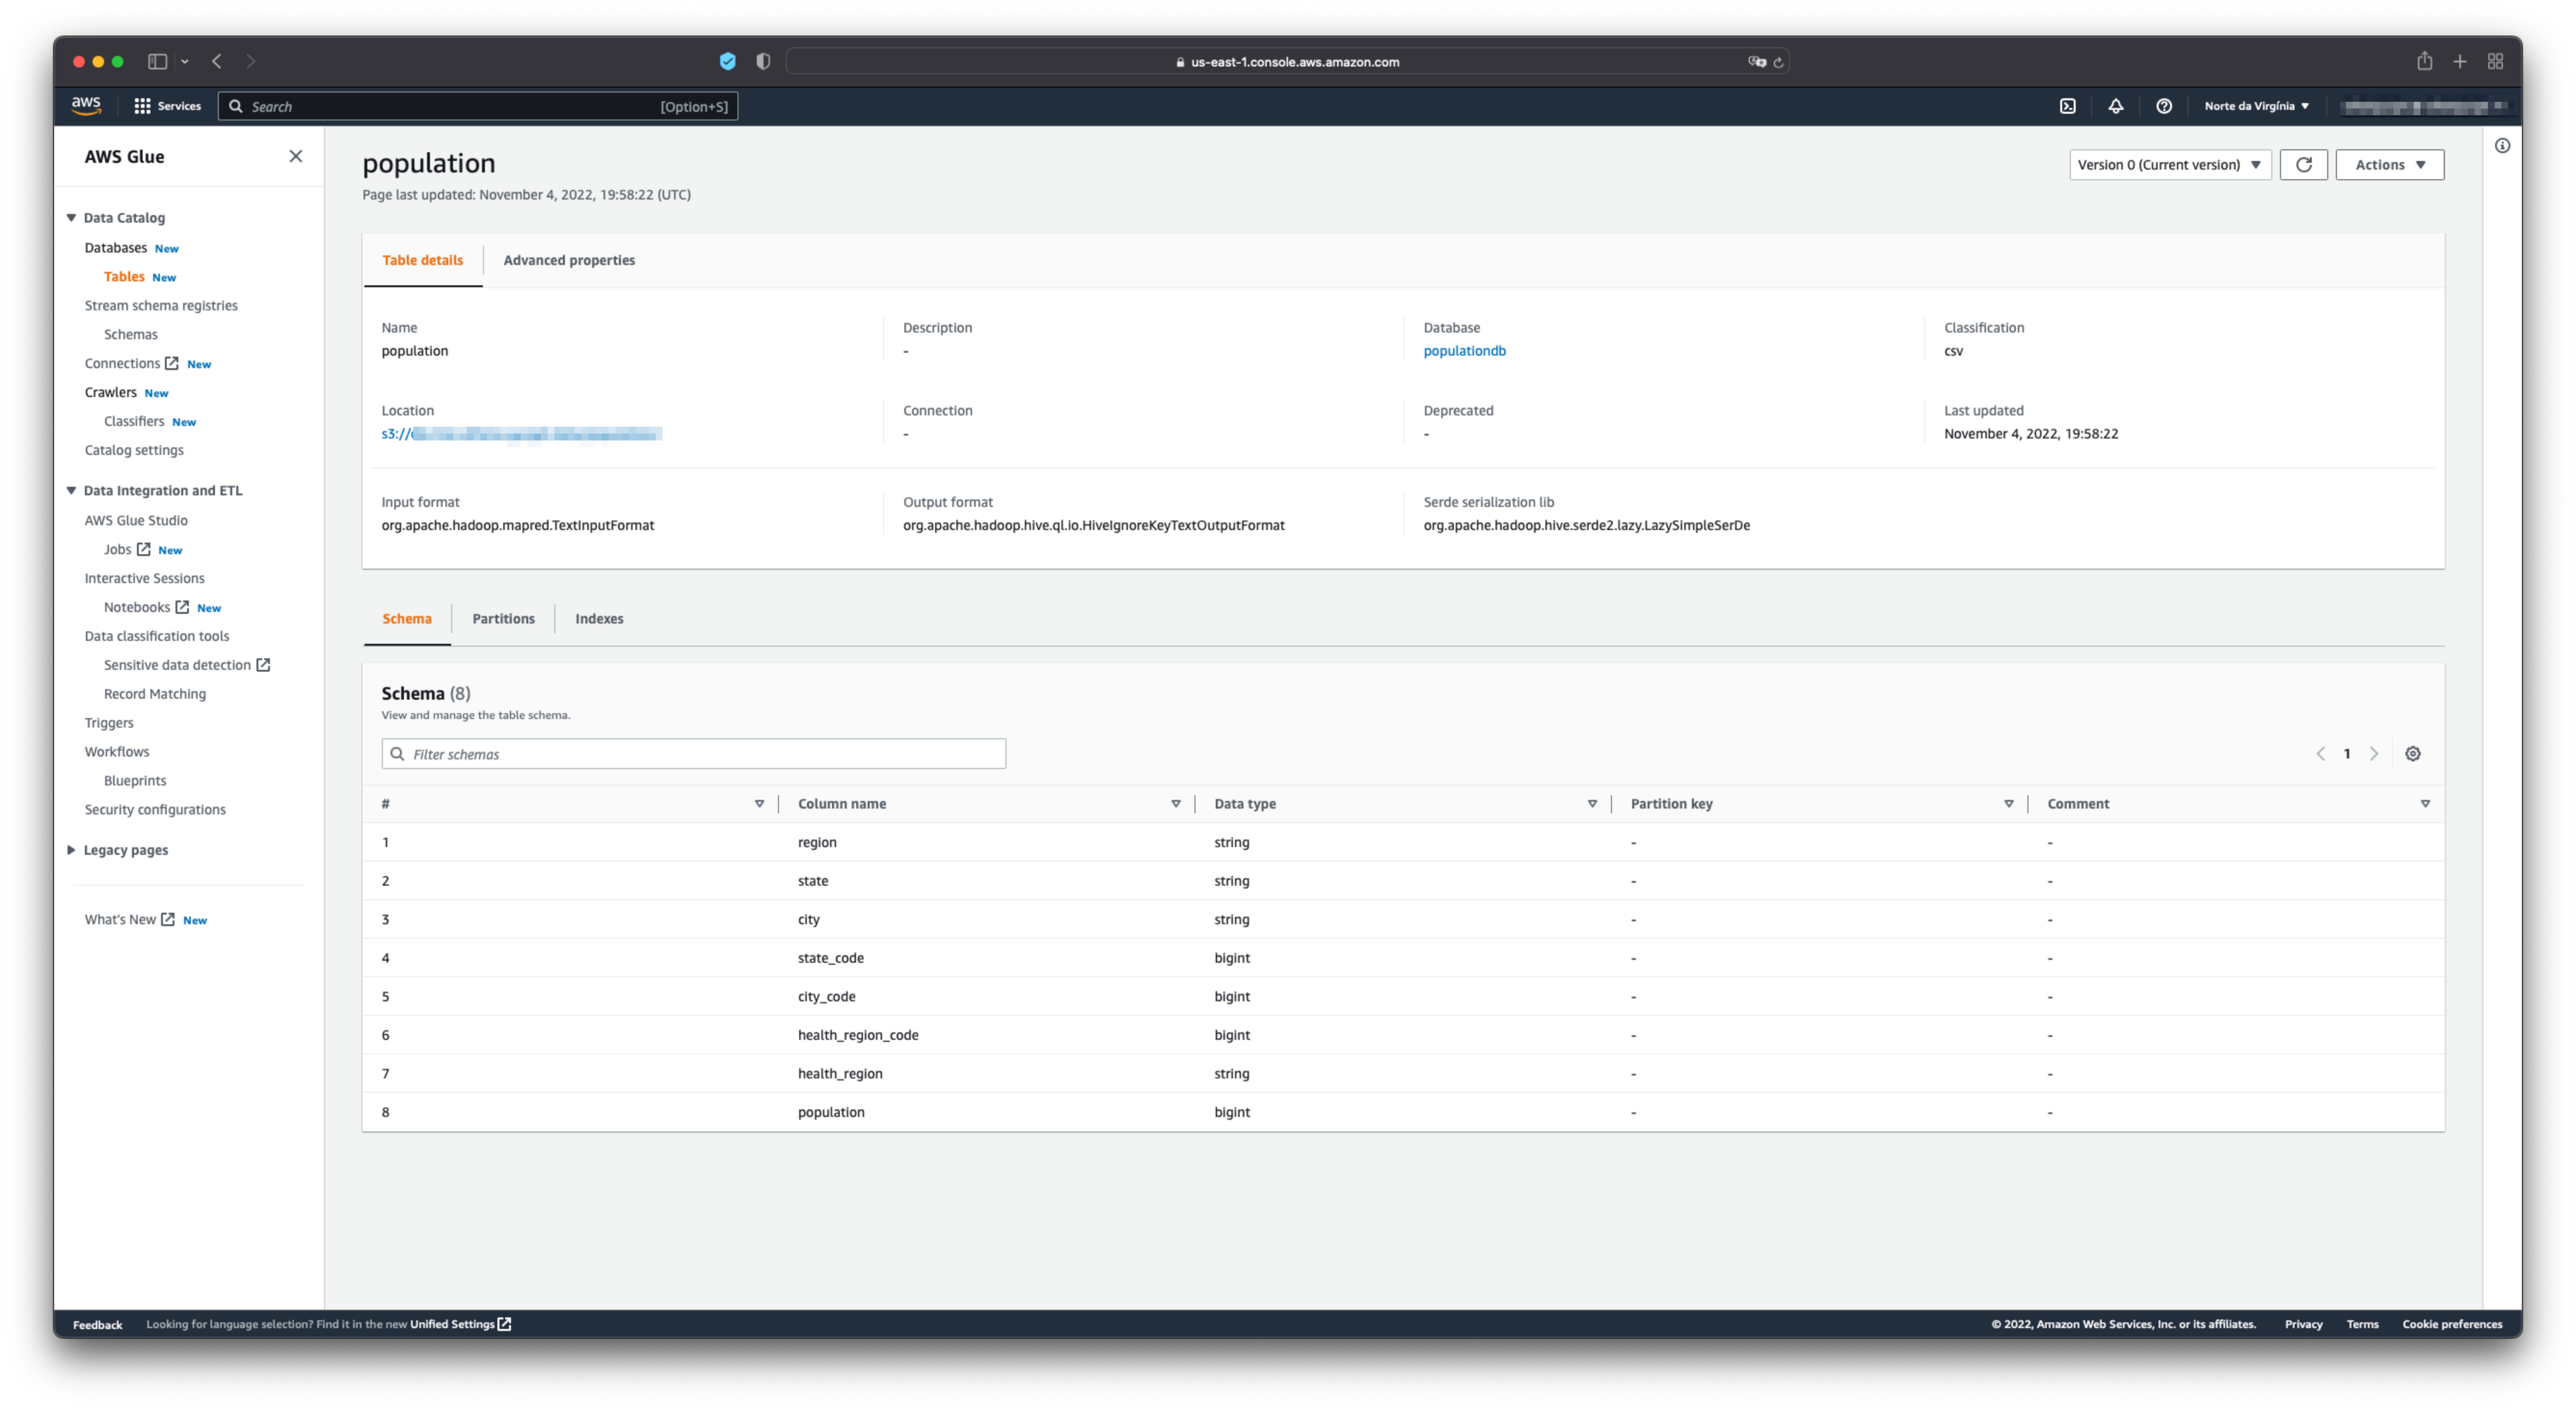 us-east-1.console.aws.amazon.com
aws Services Search [Option+S] Norte da Virgínia
AWS Glue
Data Catalog
Databases New
Tables New
Stream schema registries
Schemas
Connections New
Crawlers New
Classifiers New
Catalog settings
Data Integration and ETL
AWS Glue Studio
Jobs New
Interactive Sessions
Notebooks New
Data classification tools
Sensitive data detection
Record Matching
Triggers
Workflows
Blueprints
Security configurations
Legacy pages
What's New New
population
Page last updated: November 4, 2022, 19:58:22 (UTC)
Version 0 (Current version) Actions
Table details Advanced properties
Name Description Database Classification
population - populationdb csv
Location Connection Deprecated Last updated
s3:// - - November 4, 2022, 19:58:22
Input format Output format Serde serialization lib
org.apache.hadoop.mapred.TextInputFormat org.apache.hadoop.hive.ql.io.HiveIgnoreKeyTextOutputFormat org.apache.hadoop.hive.serde2.lazy.LazySimpleSerDe
Schema Partitions Indexes
Schema (8)
View and manage the table schema.
Filter schemas 1
# Column name Data type Partition key Comment
1 region string - -
2 state string - -
3 city string - -
4 state_code bigint - -
5 city_code bigint - -
6 health_region_code bigint - -
7 health_region string - -
8 population bigint - -
Feedback Looking for language selection? Find it in the new Unified Settings © 2022, Amazon Web Services, Inc. or its affiliates. Privacy Terms Cookie preferences